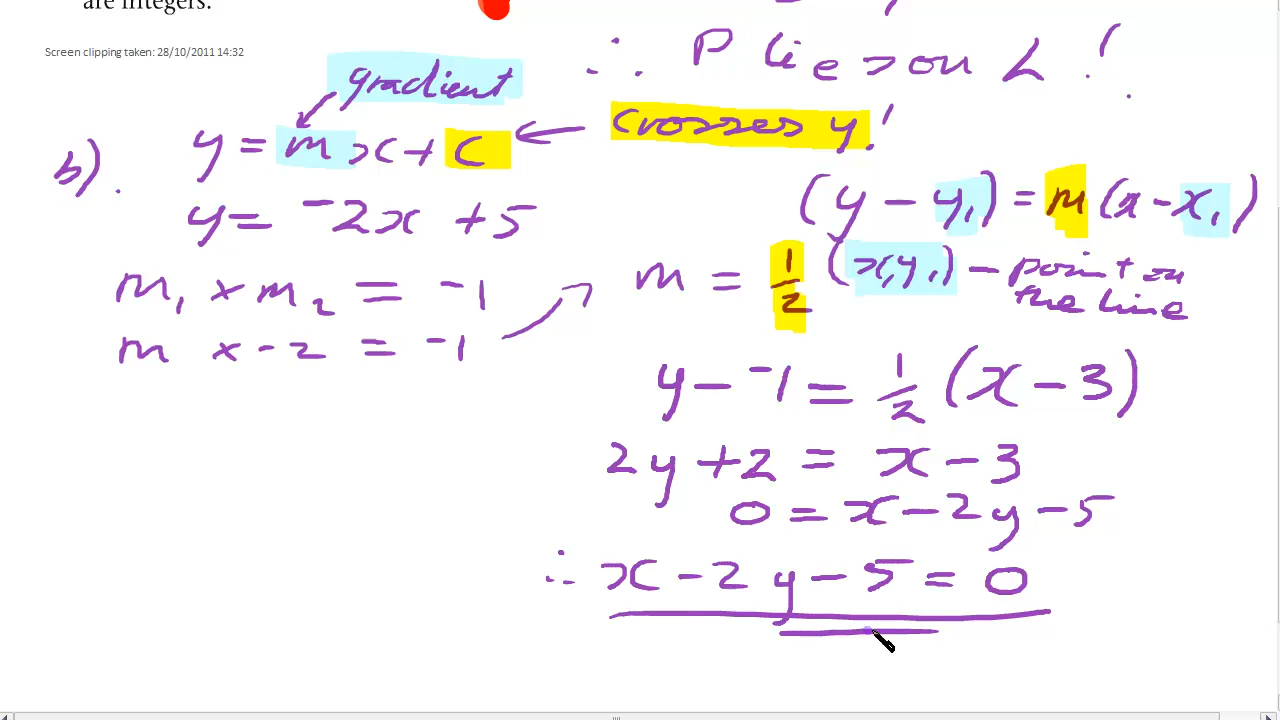 are integers.
Screen clipping taken: 28/10/2011 14:32
∴ P lies on L !
gradient
crosses y!
b). y = mx + c
(y - y₁) = m (x - x₁)
y = -2x + 5
m₁ × m₂ = -1
m = 1/2 (x₁y₁) - point on
the line
m × -2 = -1
y - -1 = 1/2 (x - 3)
2y + 2 = x - 3
0 = x - 2y - 5
∴ x - 2y - 5 = 0